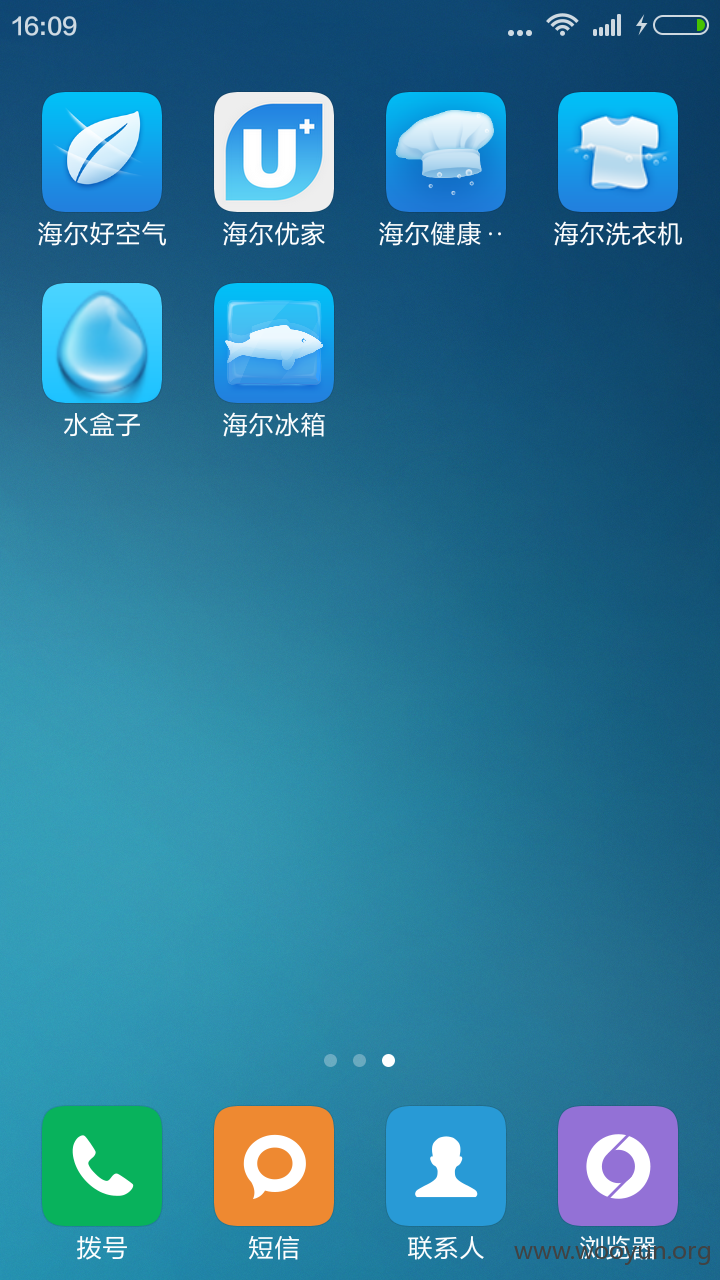 16:09
U+
海尔好空气
海尔优家
海尔健康··
海尔洗衣机
水盒子
海尔冰箱
拨号
短信
联系人
浏览器
www.wooyun.org